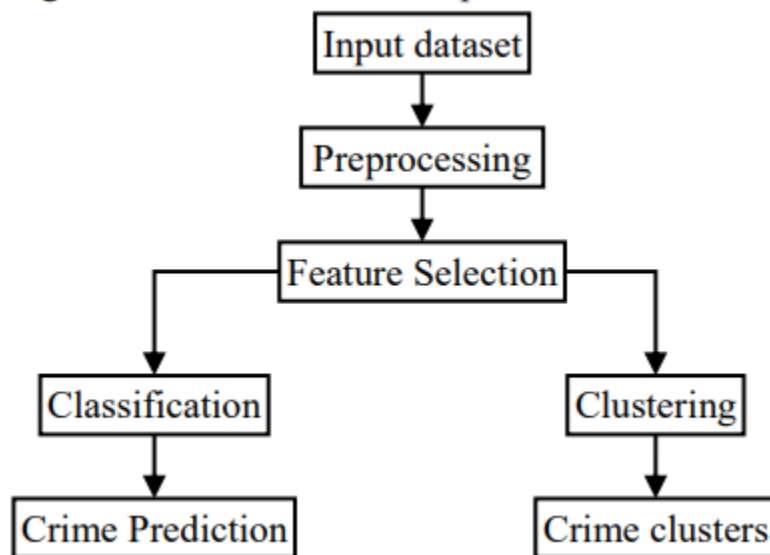 Input dataset
Preprocessing
Feature Selection
Classification
Clustering
Crime Prediction
Crime clusters